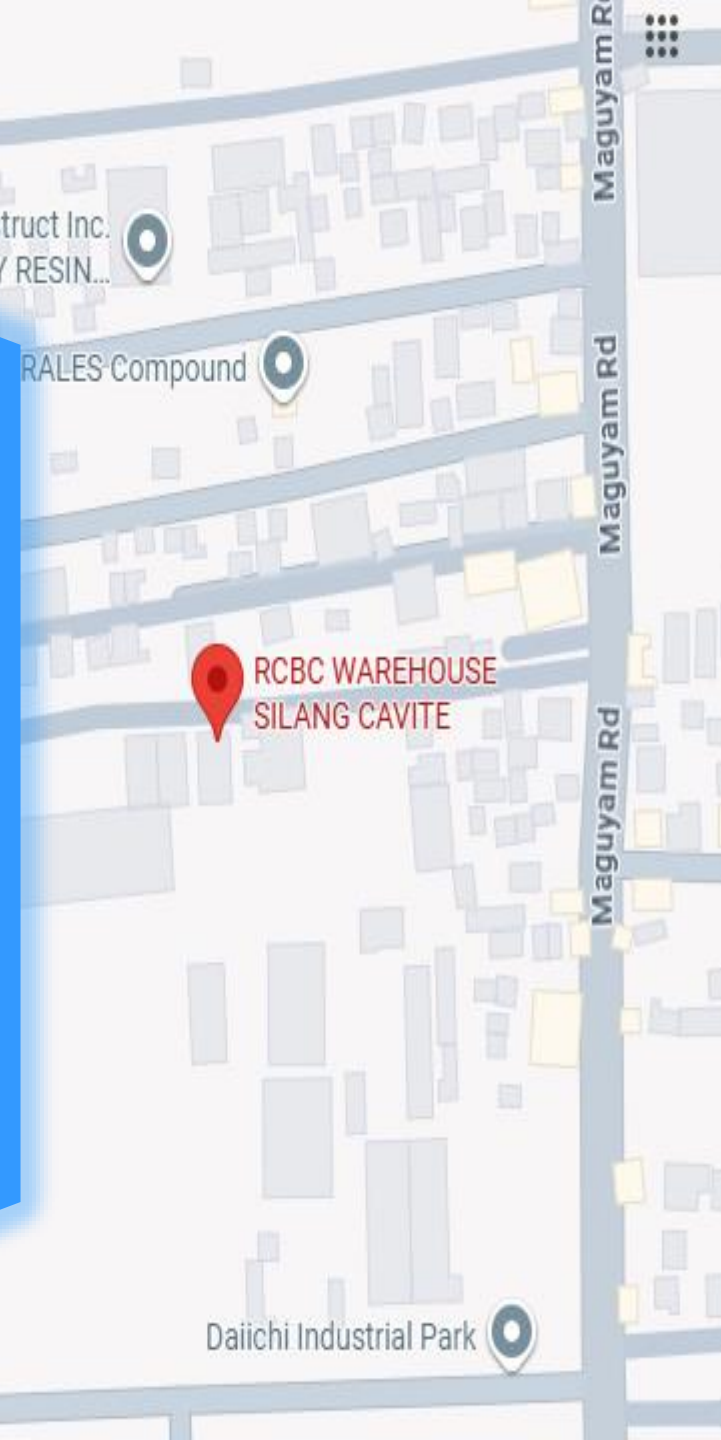 Maguyam Rd
truct Inc.
Y RESIN...
RALES Compound
Maguyam Rd
RCBC WAREHOUSE
SILANG CAVITE
Maguyam Rd
Daiichi Industrial Park